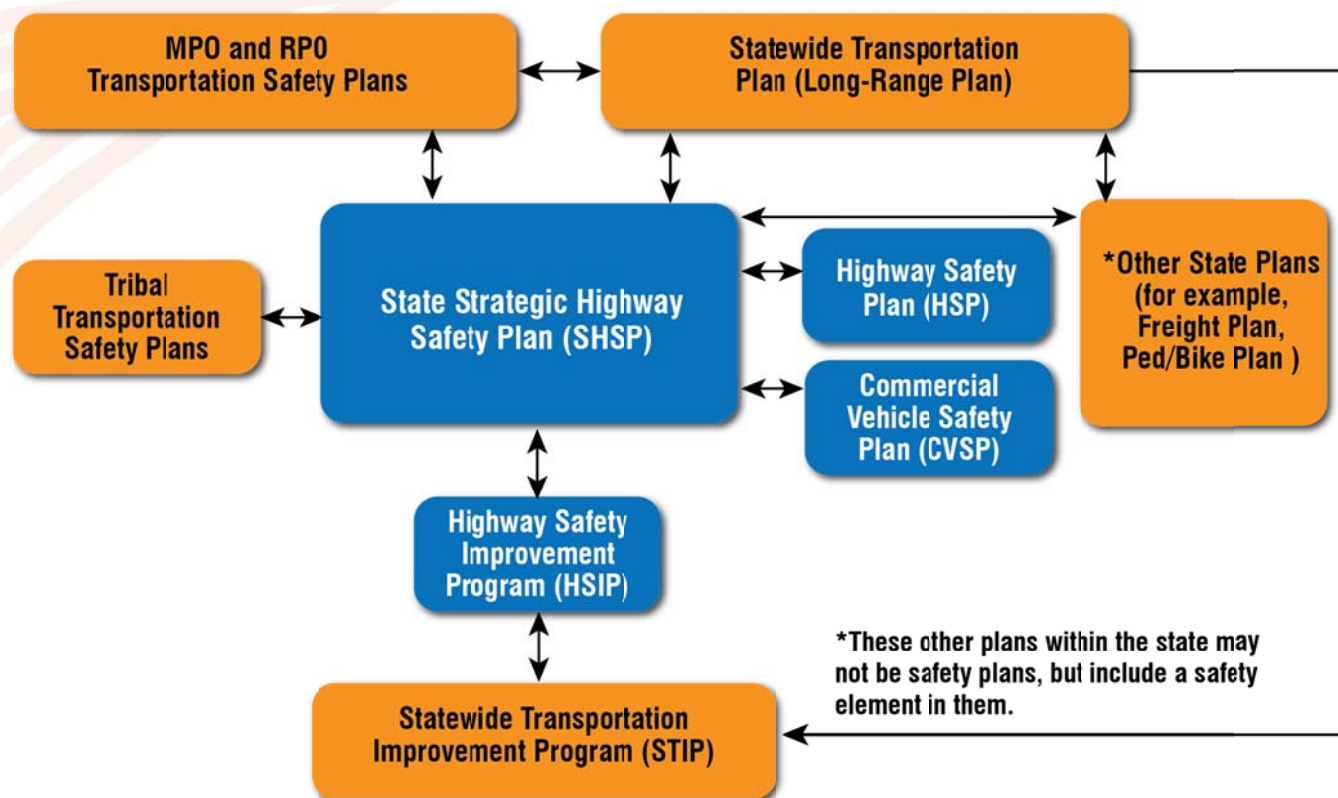 MPO and RPO
Transportation Safety Plans
Statewide Transportation
Plan (Long-Range Plan)
Tribal
Transportation
Safety Plans
State Strategic Highway
Safety Plan (SHSP)
Highway Safety
Plan (HSP)
Commercial
Vehicle Safety
Plan (CVSP)
*Other State Plans
(for example,
Freight Plan,
Ped/Bike Plan )
Highway Safety
Improvement
Program (HSIP)
*These other plans within the state may
not be safety plans, but include a safety
element in them.
Statewide Transportation
Improvement Program (STIP)